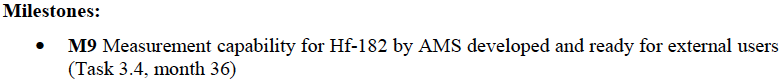 Milestones:
• M9 Measurement capability for Hf-182 by AMS developed and ready for external users
(Task 3.4, month 36)